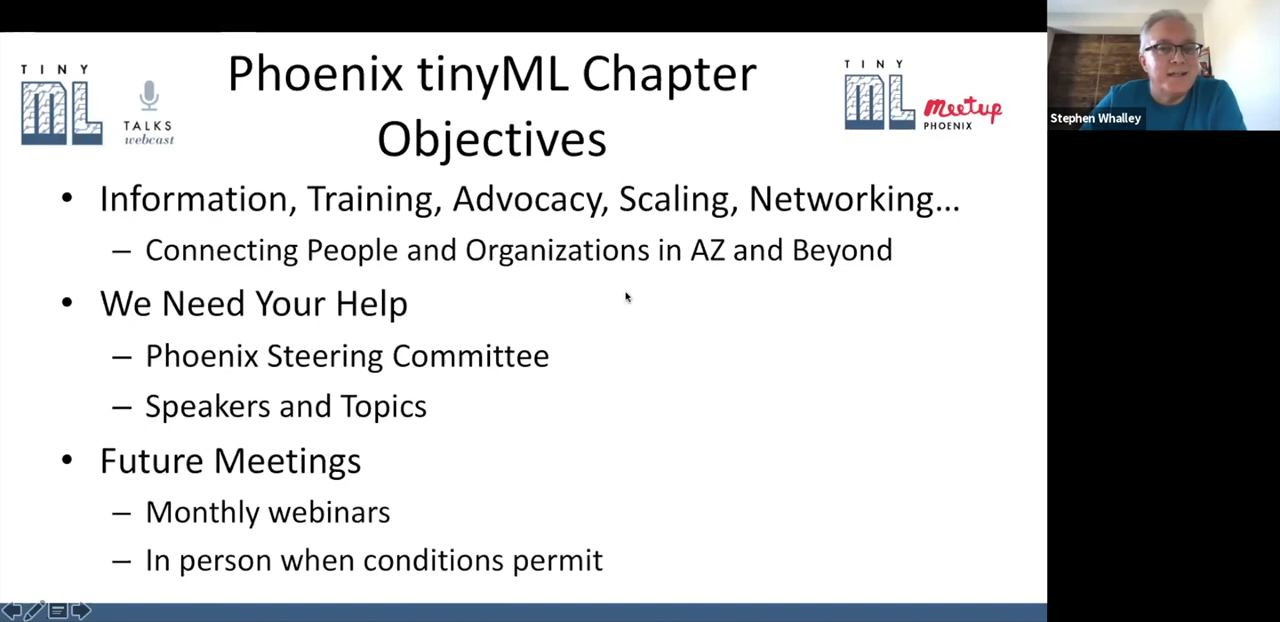 TINY
ML
TALKS
webcast
Phoenix tinyML Chapter
Objectives
TINY
ML
meetup
PHOENIX
Stephen Whalley
• Information, Training, Advocacy, Scaling, Networking...
– Connecting People and Organizations in AZ and Beyond
• We Need Your Help
– Phoenix Steering Committee
– Speakers and Topics
• Future Meetings
– Monthly webinars
– In person when conditions permit